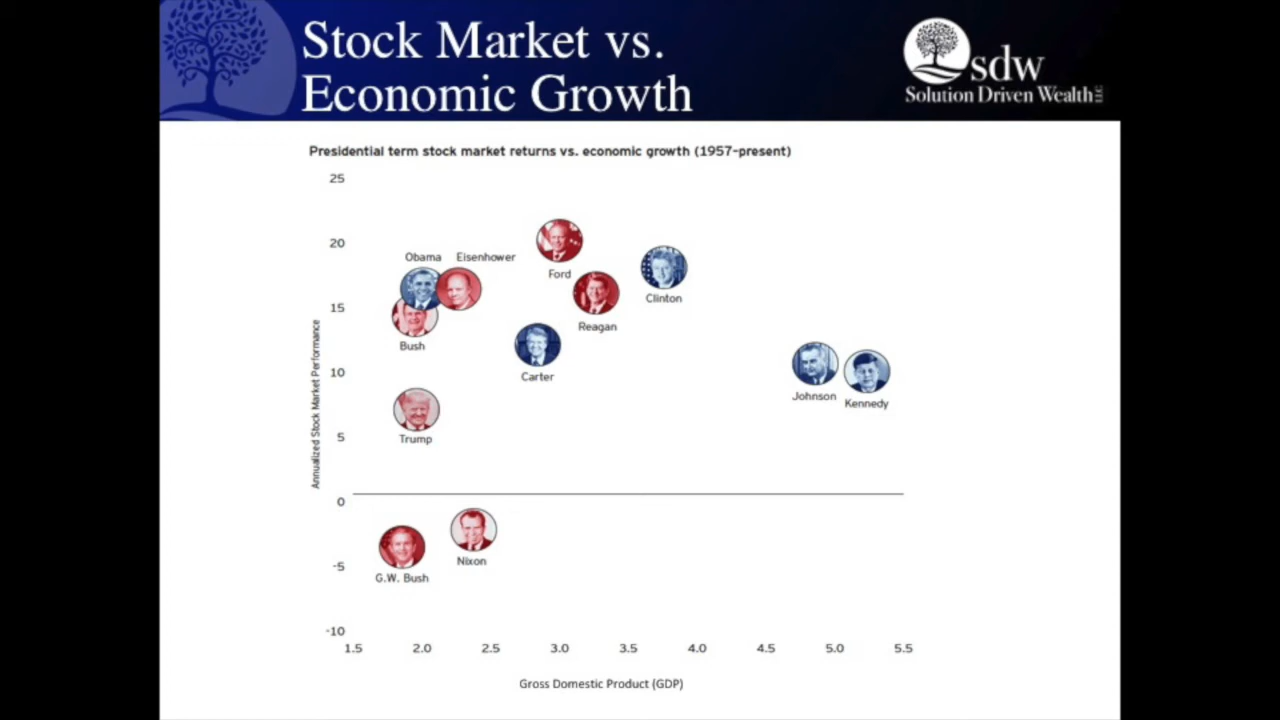 Stock Market vs.
Economic Growth
sdw
Solution Driven Wealth LLC
Presidential term stock market returns vs. economic growth (1957-present)
25
20
15
10
5
0
-5
-10
Annualized Stock Market Performance
Obama
Eisenhower
Ford
Clinton
Reagan
Bush
Carter
Johnson
Kennedy
Trump
Nixon
G.W. Bush
1.5 2.0 2.5 3.0 3.5 4.0 4.5 5.0 5.5
Gross Domestic Product (GDP)